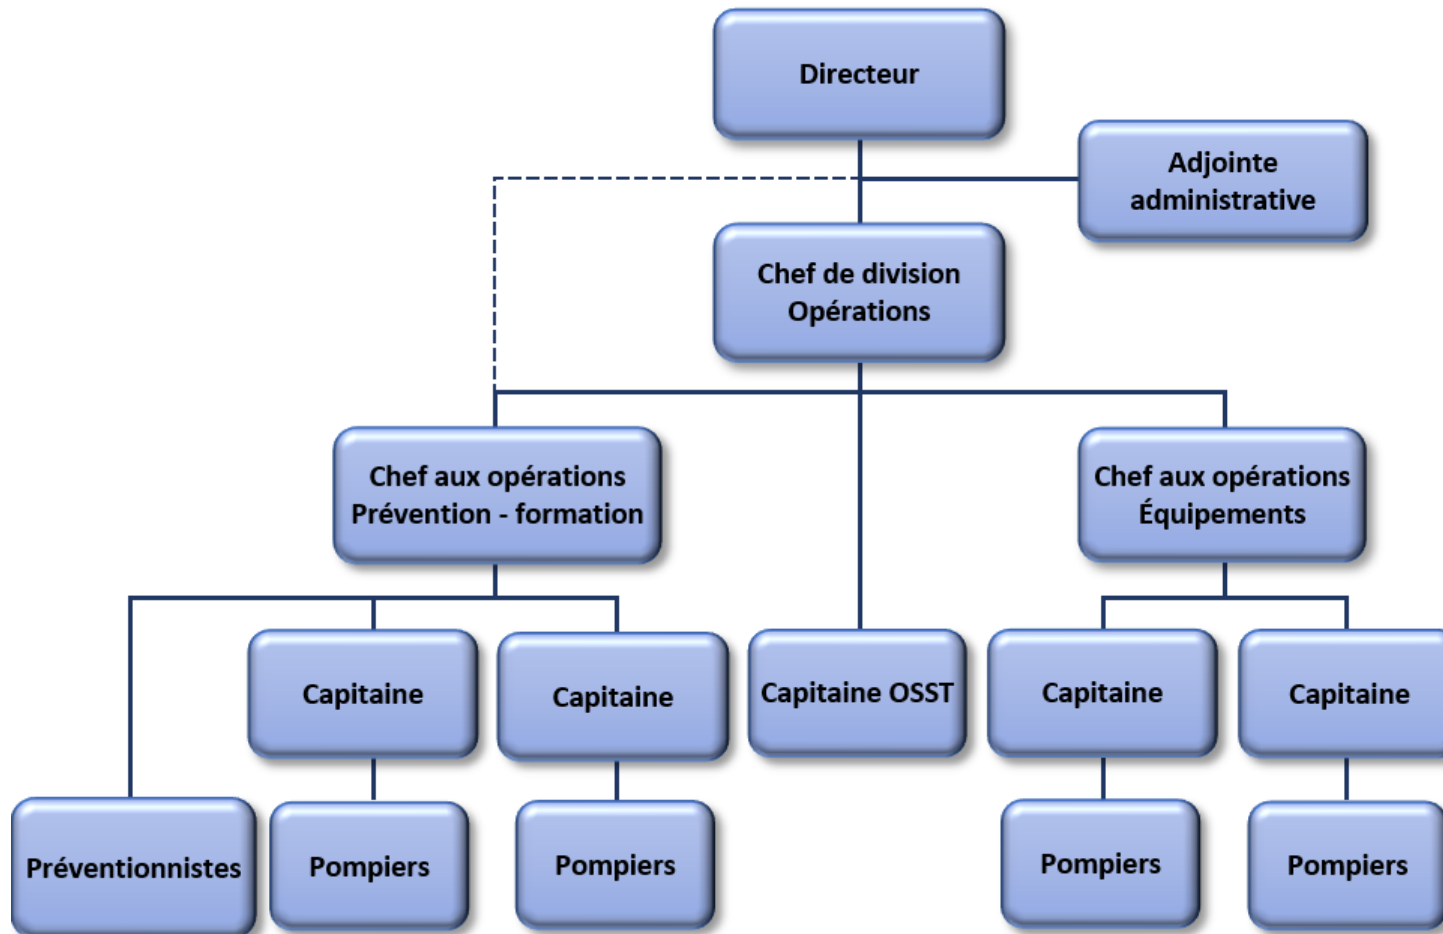 Directeur
Adjointe
administrative
Chef de division
Opérations
Chef aux opérations
Prévention - formation
Chef aux opérations
Équipements
Capitaine
Capitaine
Capitaine OSST
Capitaine
Capitaine
Préventionnistes
Pompiers
Pompiers
Pompiers
Pompiers